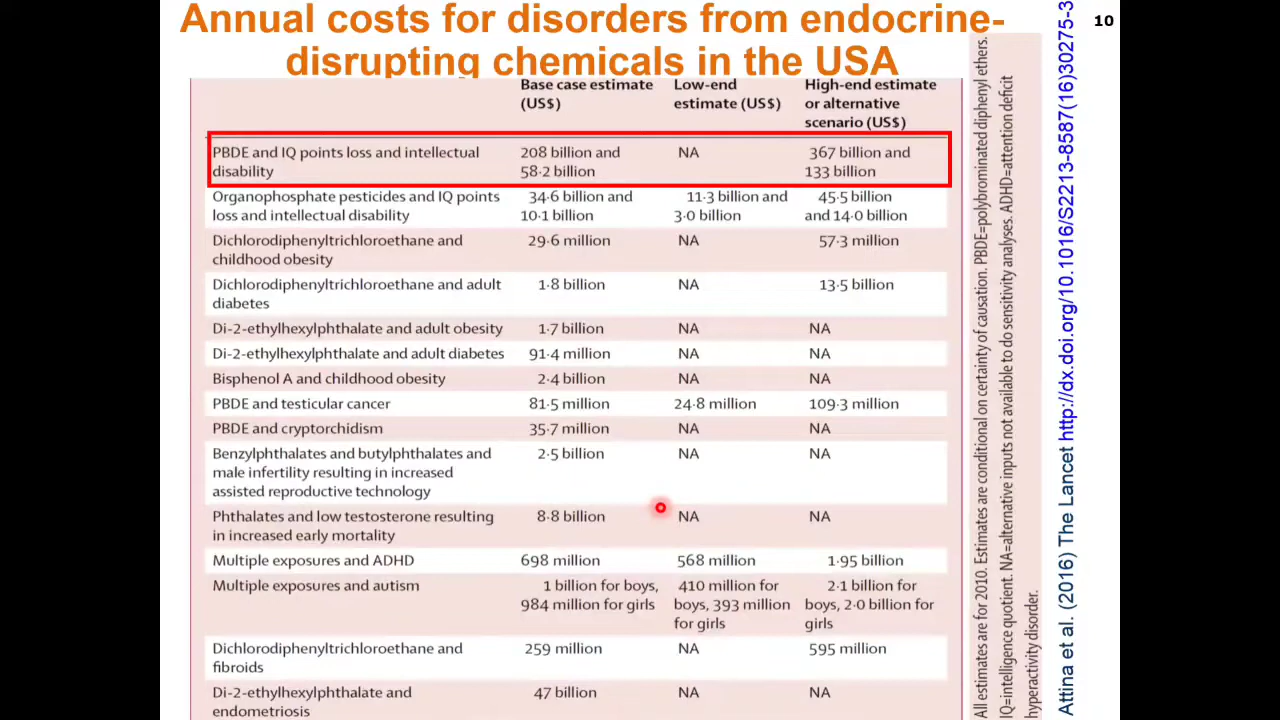 Annual costs for disorders from endocrine-
disrupting chemicals in the USA
10
Base case estimate
(US$)
Low-end
estimate (US$)
High-end estimate
or alternative
scenario (US$)
PBDE and IQ points loss and intellectual
disability
208 billion and
58·2 billion
NA
367 billion and
133 billion
Organophosphate pesticides and IQ points
loss and intellectual disability
34·6 billion and
10·1 billion
11·3 billion and
3·0 billion
45·5 billion
and 14·0 billion
Dichlorodiphenyltrichloroethane and
childhood obesity
29·6 million
NA
57·3 million
Dichlorodiphenyltrichloroethane and adult
diabetes
1·8 billion
NA
13·5 billion
Di-2-ethylhexylphthalate and adult obesity
1·7 billion
NA
NA
Di-2-ethylhexylphthalate and adult diabetes
91·4 million
NA
NA
Bisphenol A and childhood obesity
2·4 billion
NA
NA
PBDE and testicular cancer
81·5 million
24·8 million
109·3 million
PBDE and cryptorchidism
35·7 million
NA
NA
Benzylphthalates and butylphthalates and
male infertility resulting in increased
assisted reproductive technology
2·5 billion
NA
NA
Phthalates and low testosterone resulting
in increased early mortality
8·8 billion
NA
NA
Multiple exposures and ADHD
698 million
568 million
1·95 billion
Multiple exposures and autism
1 billion for boys,
984 million for girls
410 million for
boys, 393 million
for girls
2·1 billion for
boys, 2·0 billion for
girls
Dichlorodiphenyltrichloroethane and
fibroids
259 million
NA
595 million
Di-2-ethylhexylphthalate and
endometriosis
47 billion
NA
NA
All estimates are for 2010. Estimates are conditional on certainty of causation. PBDE=polybrominated diphenyl ethers.
IQ=intelligence quotient. NA=alternative inputs not available to do sensitivity analyses. ADHD=attention deficit
hyperactivity disorder.
Attina et al. (2016) The Lancet http://dx.doi.org/10.1016/S2213-8587(16)30275-3